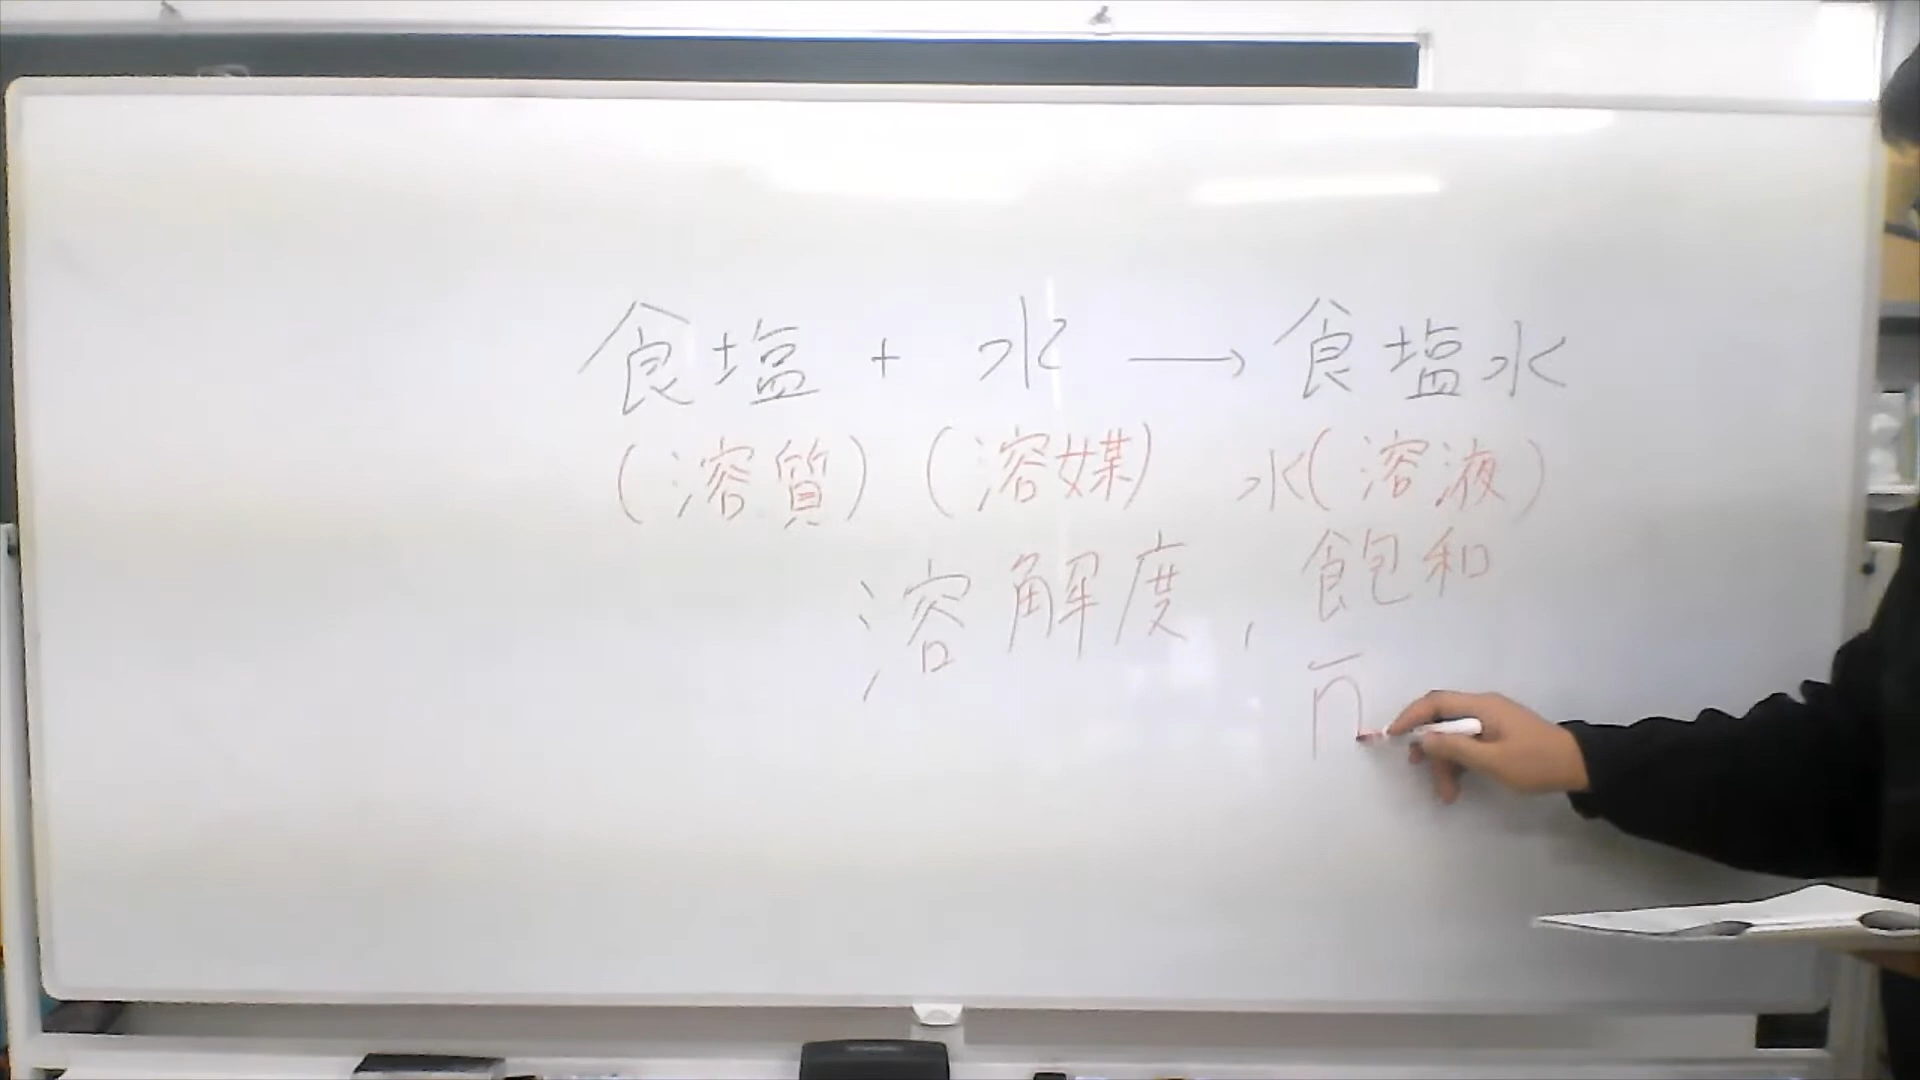 食塩 + 水 → 食塩水
(溶質) (溶媒) 水(溶液)
溶解度, 飽和